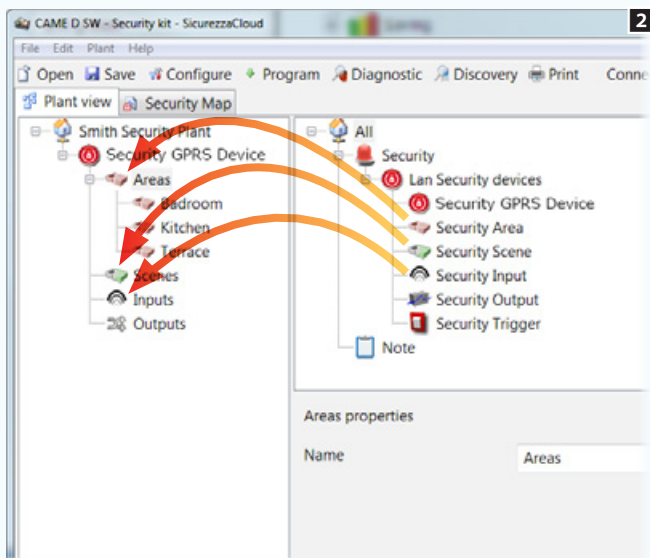 CAME D SW - Security kit - SicurezzaCloud
2
File Edit Plant Help
Open Save Configure Program Diagnostic Discovery Print Conne
Plant view Security Map
Smith Security Plant
Security GPRS Device
Areas
Badroom
Kitchen
Terrace
Scenes
Inputs
Outputs
All
Security
Lan Security devices
Security GPRS Device
Security Area
Security Scene
Security Input
Security Output
Security Trigger
Note
Areas properties
Name Areas